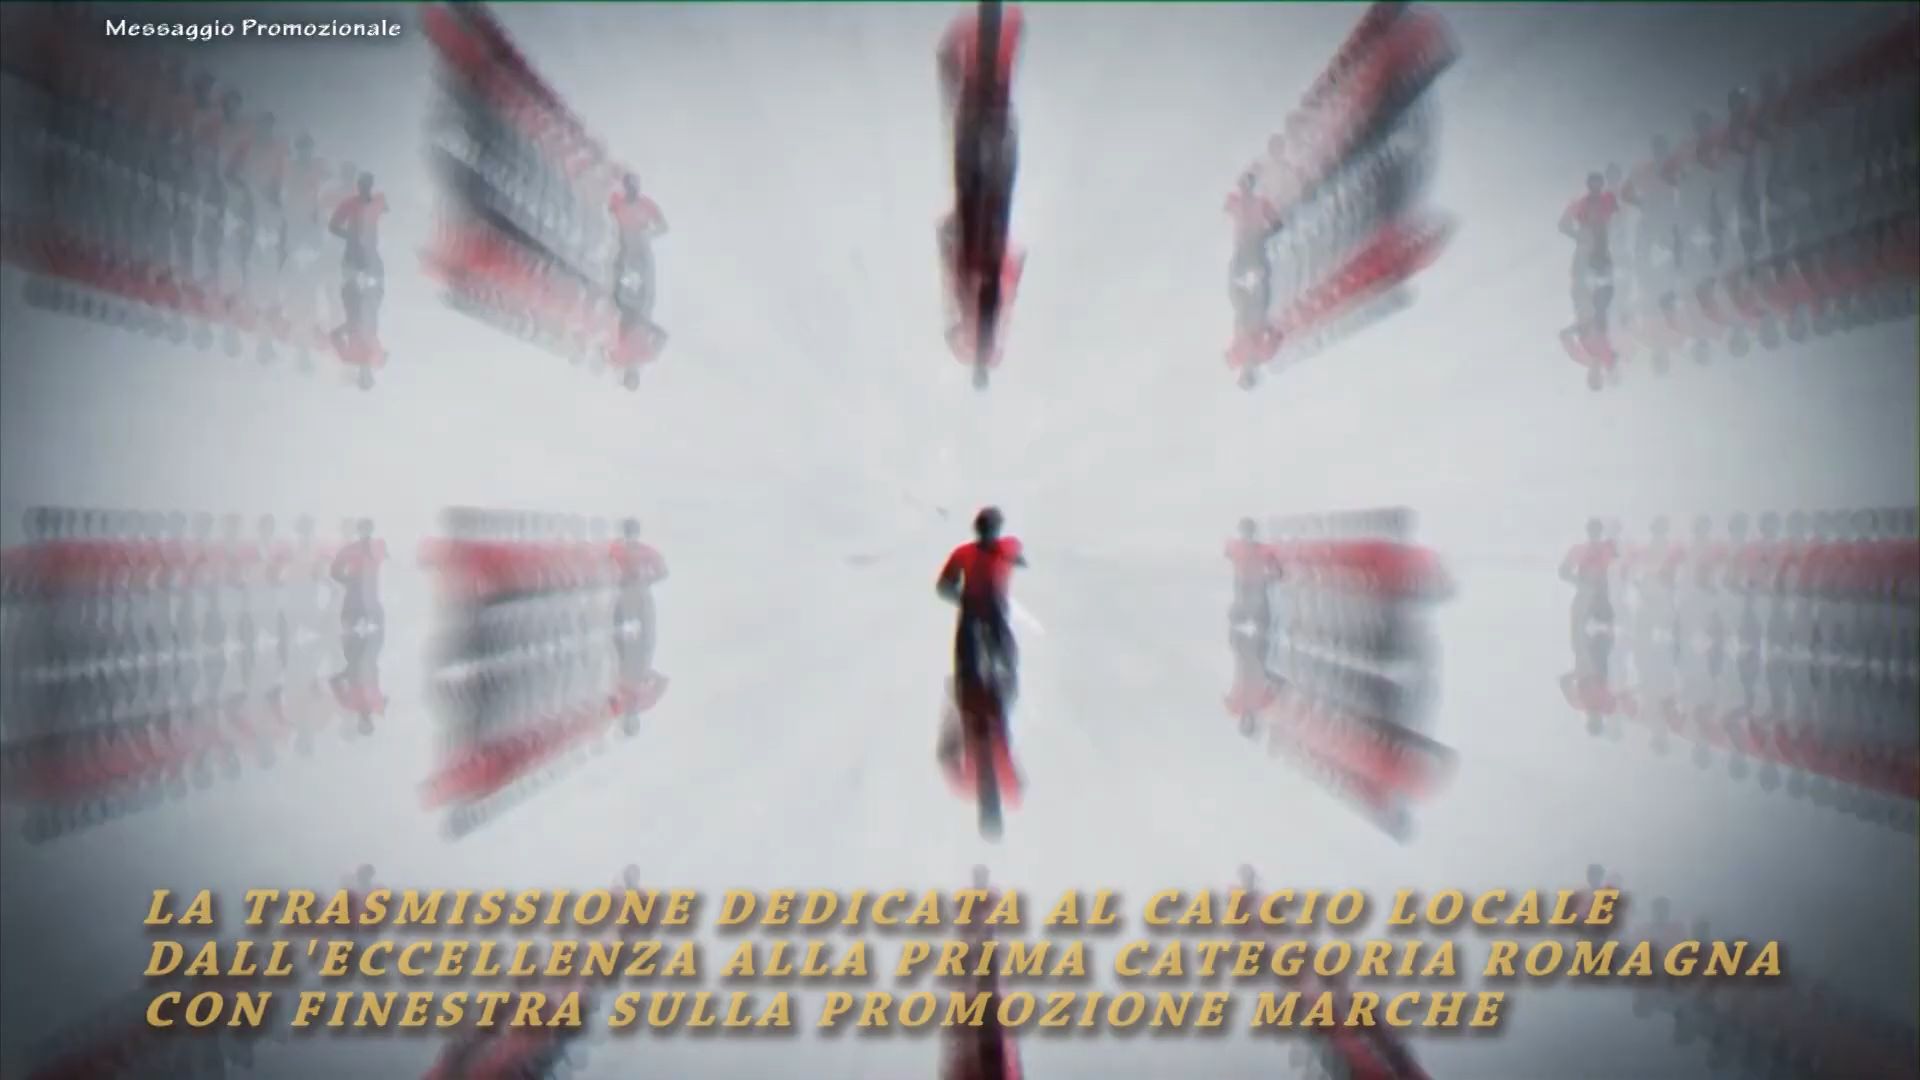 Messaggio Promozionale
LA TRASMISSIONE DEDICATA AL CALCIO LOCALE
DALL'ECCELLENZA ALLA PRIMA CATEGORIA ROMAGNA
CON FINESTRA SULLA PROMOZIONE MARCHE